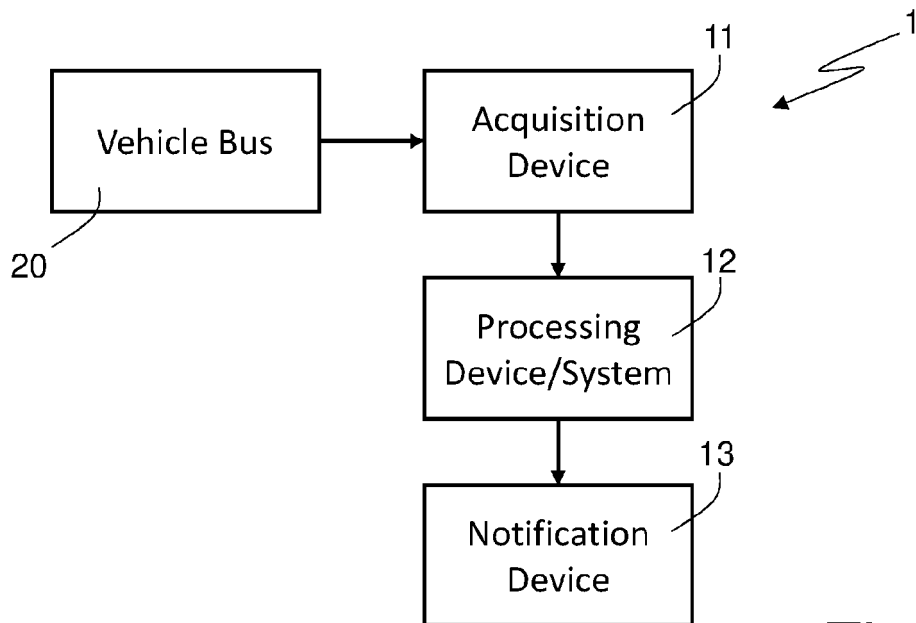 1
11
Vehicle Bus
Acquisition
Device
20
12
Processing
Device/System
13
Notification
Device